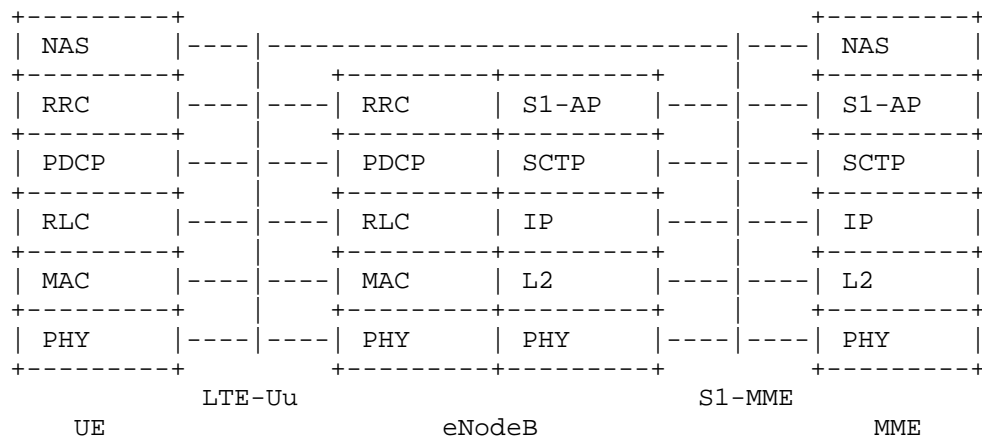 NAS NAS
RRC RRC S1-AP S1-AP
PDCP PDCP SCTP SCTP
RLC RLC IP IP
MAC MAC L2 L2
PHY PHY PHY PHY
LTE-Uu S1-MME
UE eNodeB MME